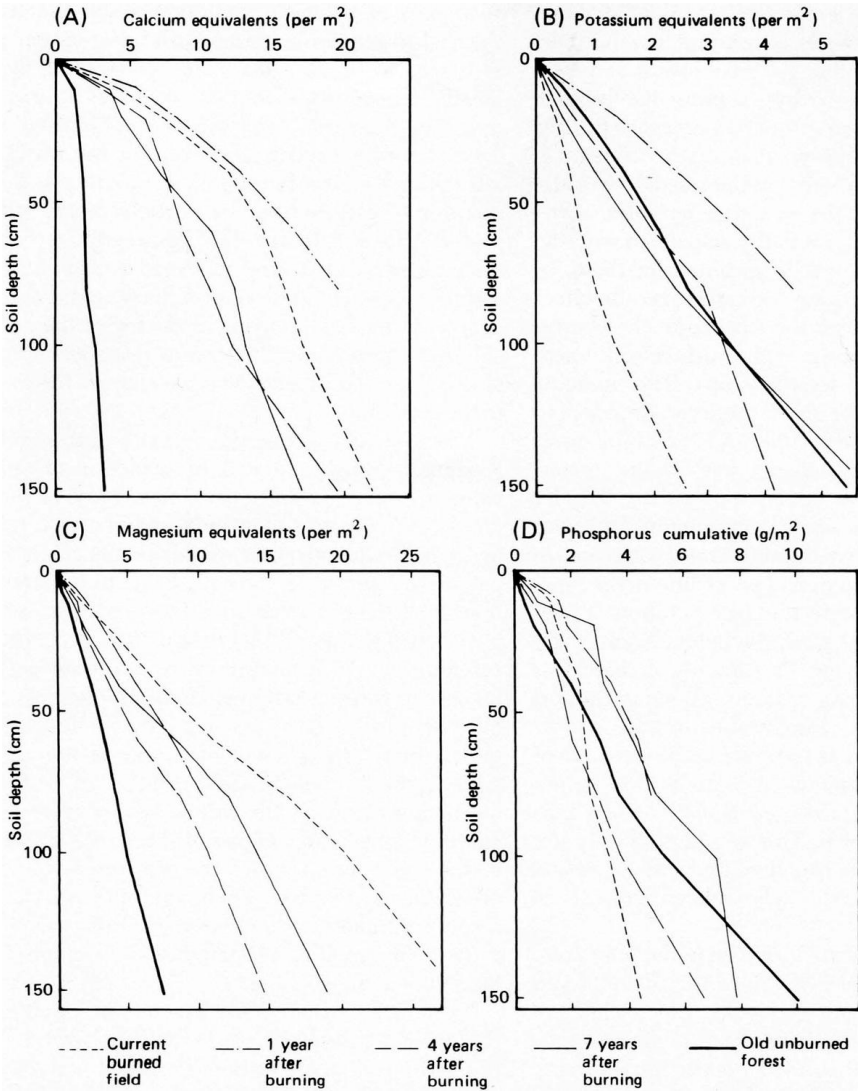 (A) Calcium equivalents (per m²)
0 5 10 15 20
Soil depth (cm)
0
50
100
150
(B) Potassium equivalents (per m²)
0 1 2 3 4 5
Soil depth (cm)
0
50
100
150
(C) Magnesium equivalents (per m²)
0 5 10 15 20 25
Soil depth (cm)
0
50
100
150
(D) Phosphorus cumulative (g/m²)
0 2 4 6 8 10
Soil depth (cm)
0
50
100
150
Current burned field
1 year after burning
4 years after burning
7 years after burning
Old unburned forest